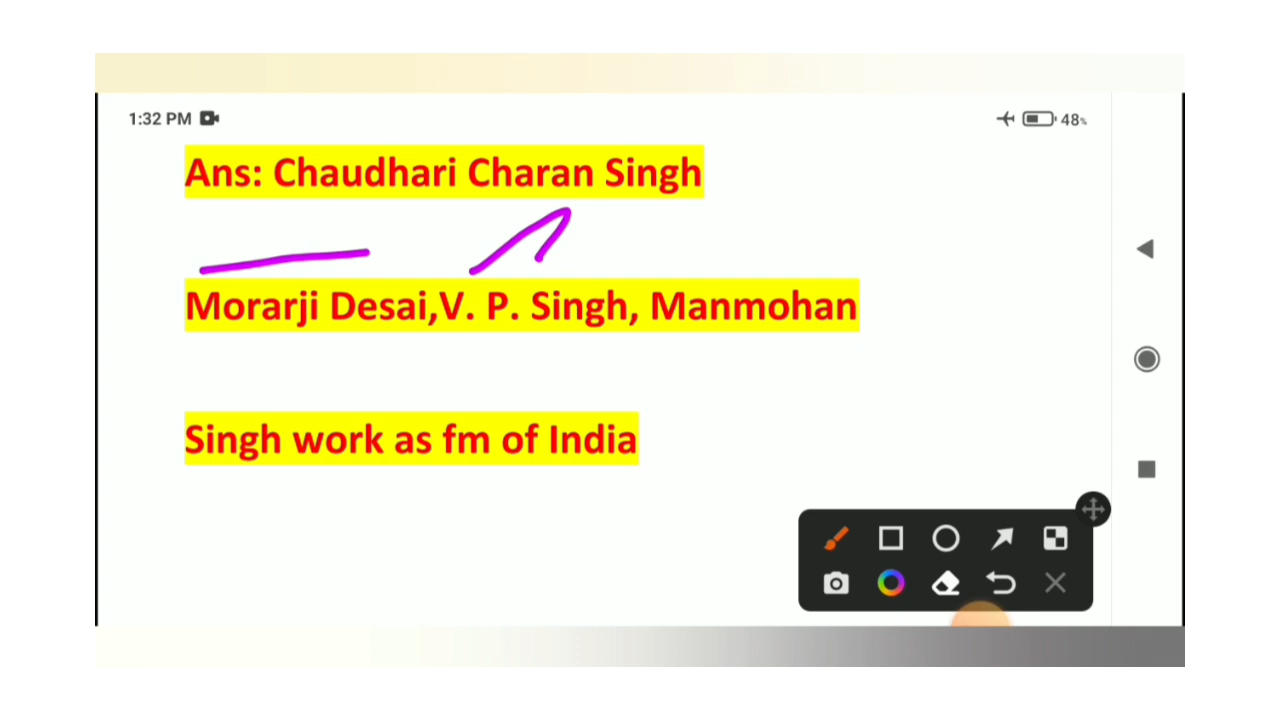 1:32 PM 48%
Ans: Chaudhari Charan Singh
Morarji Desai,V. P. Singh, Manmohan
Singh work as fm of India